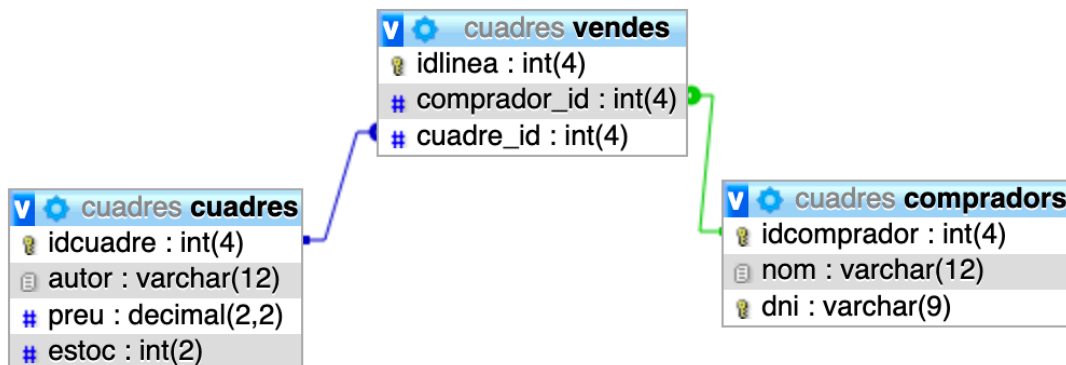 V cuadres vendes
idlinea : int(4)
# comprador_id : int(4)
# cuadre_id : int(4)
V cuadres cuadres
idcuadre : int(4)
autor : varchar(12)
# preu : decimal(2,2)
# estoc : int(2)
V cuadres compradors
idcomprador : int(4)
nom : varchar(12)
dni : varchar(9)